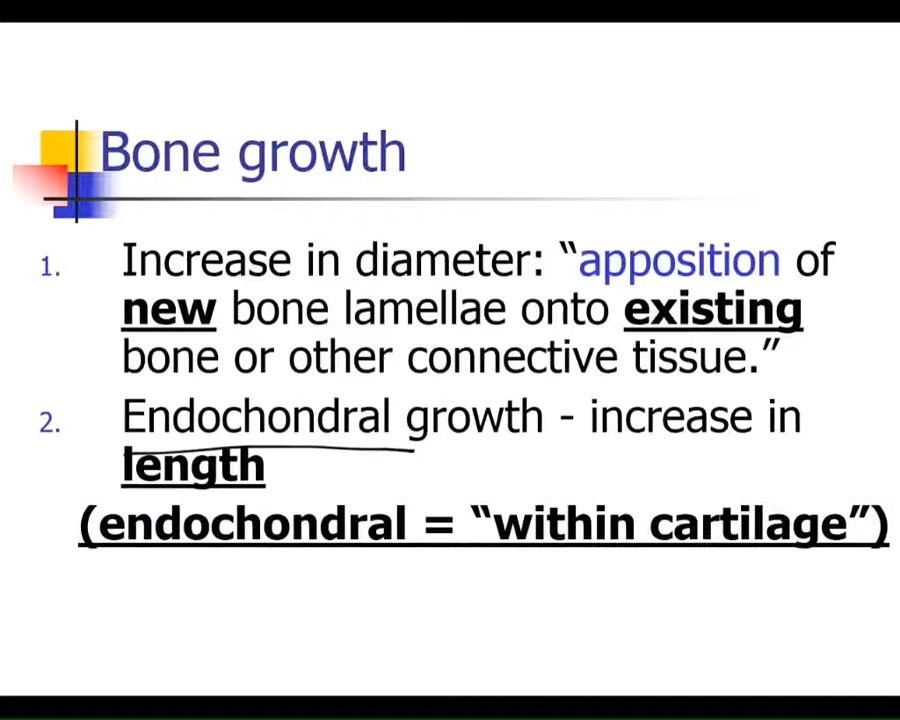 Bone growth
1. Increase in diameter: “apposition of
new bone lamellae onto existing
bone or other connective tissue.”
2. Endochondral growth - increase in
length
(endochondral = “within cartilage”)